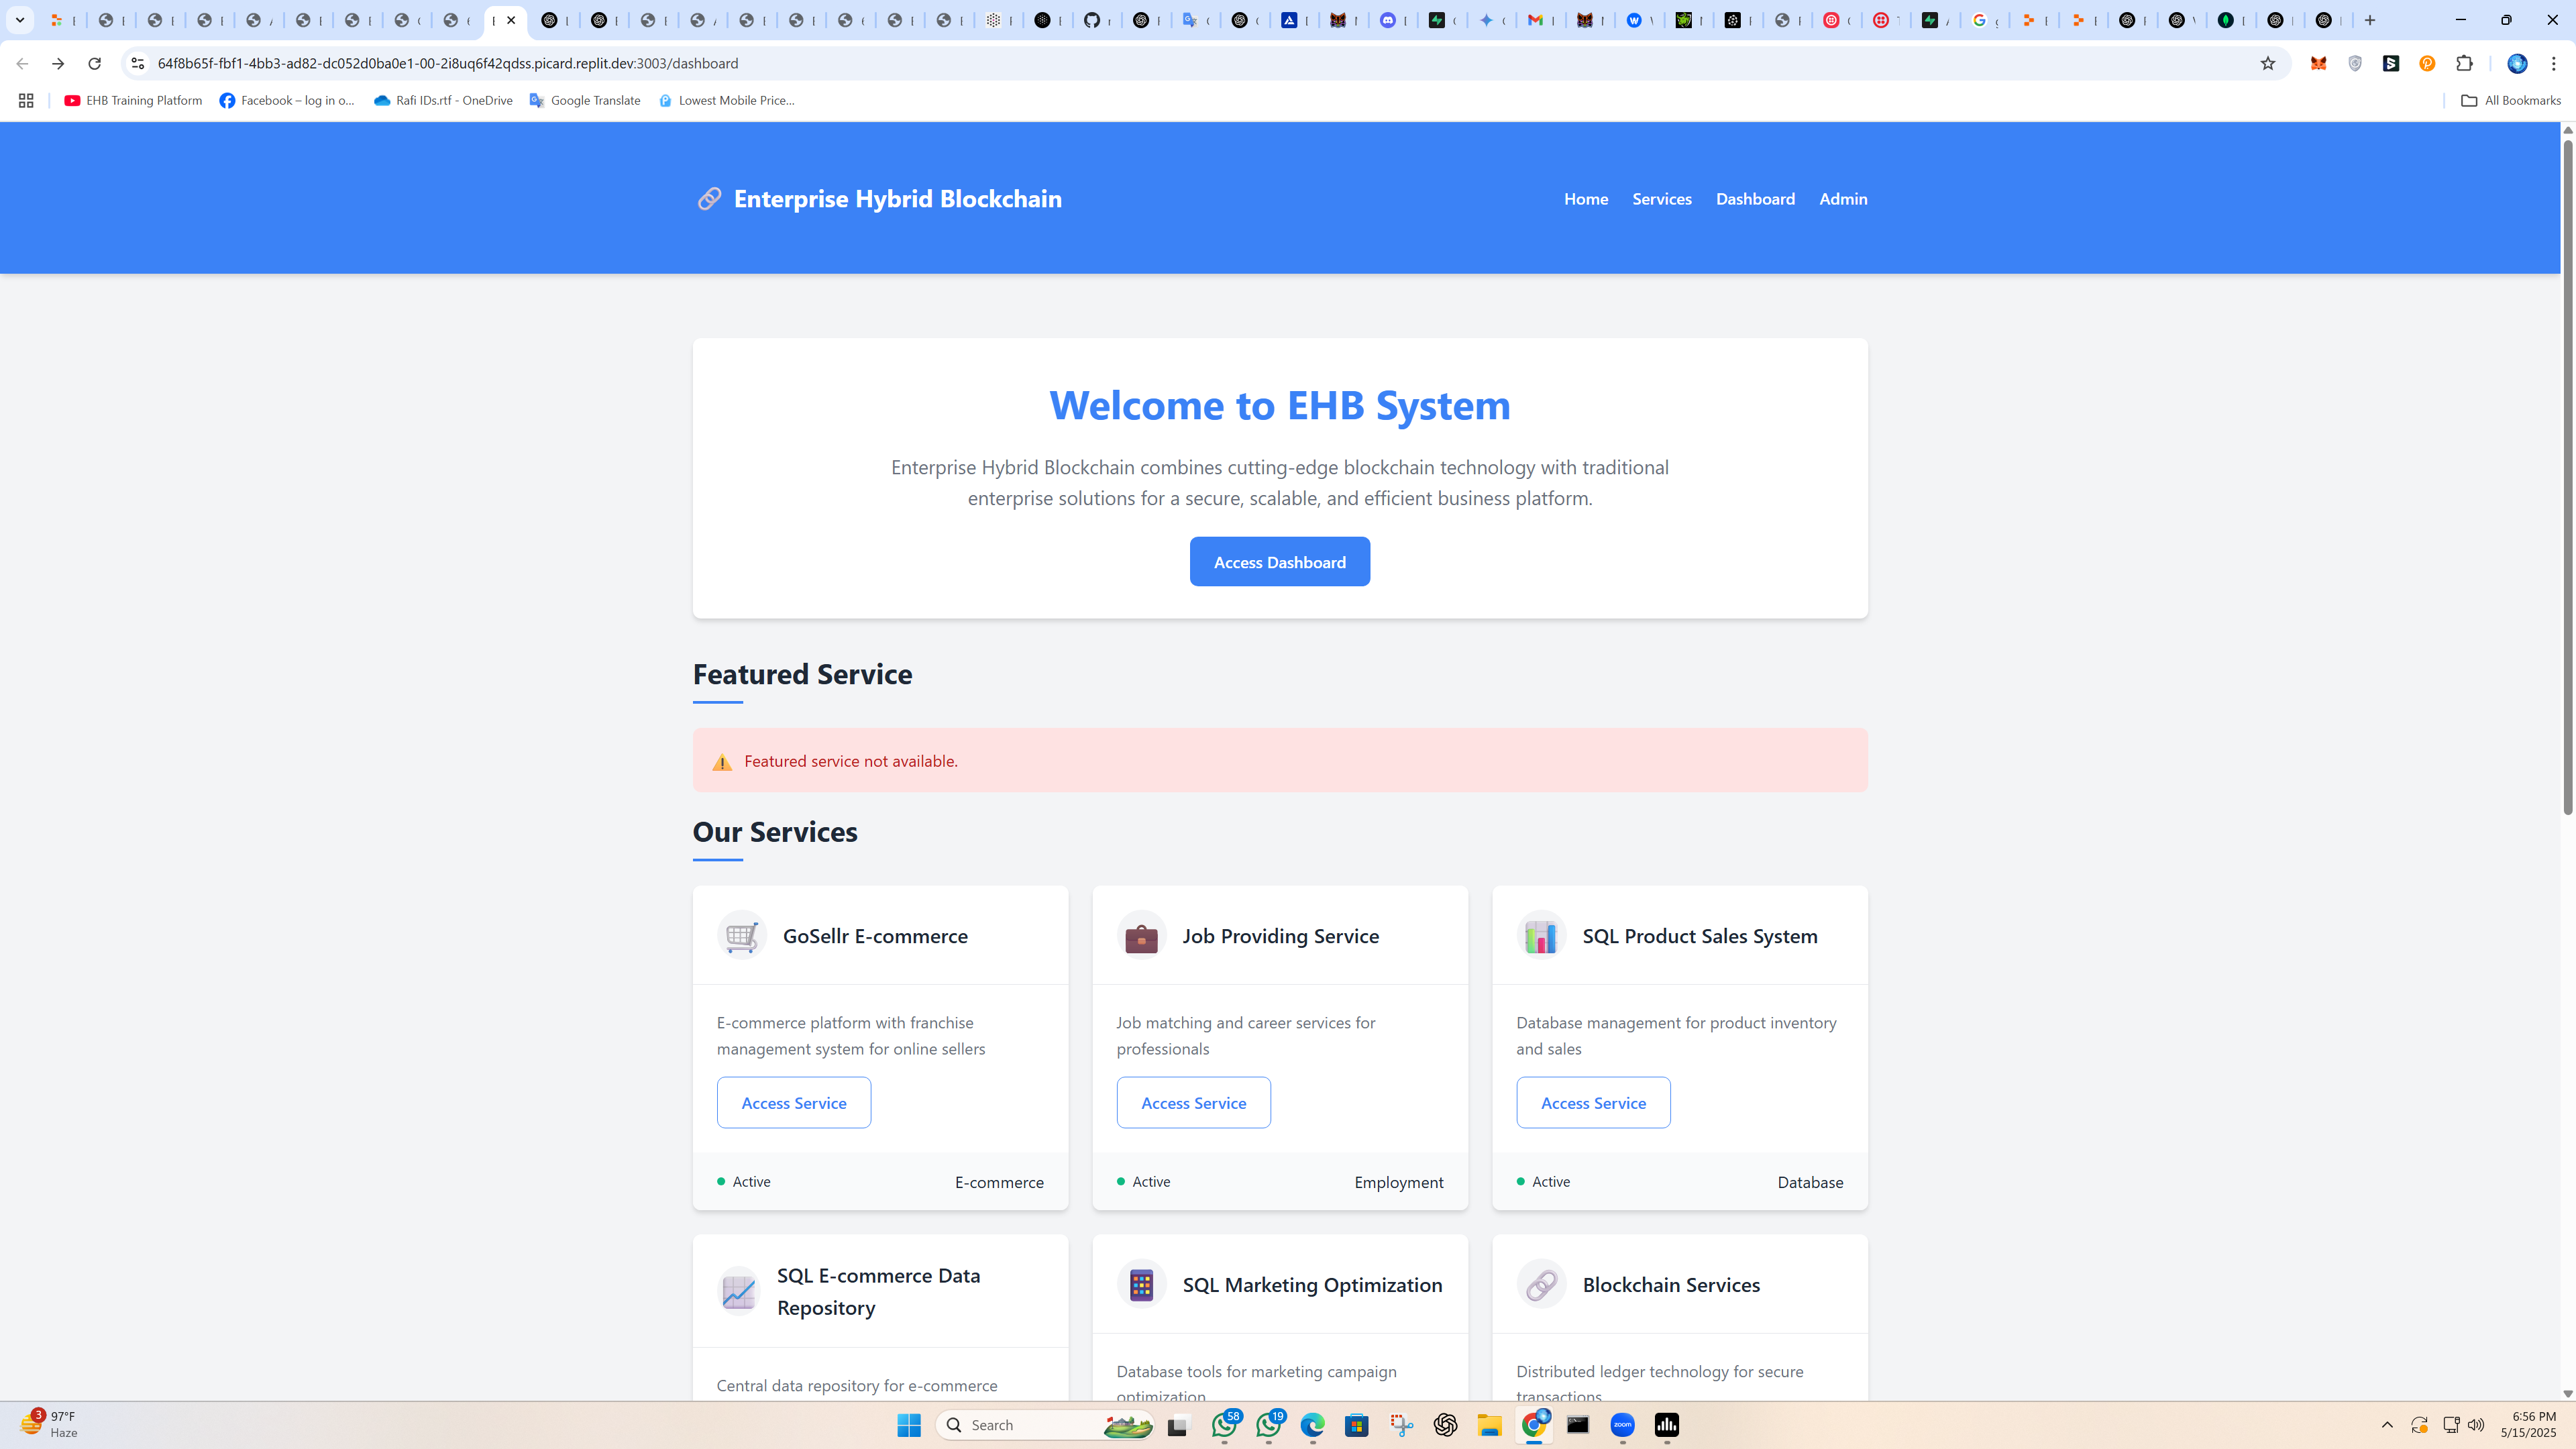 64f8b65f-fbf1-4bb3-ad82-dc052d0ba0e1-00-2i8uq6f42qdss.picard.replit.dev:3003/dashboard
EHB Training Platform
Facebook – log in o...
Rafi IDs.rtf - OneDrive
Google Translate
Lowest Mobile Price...
All Bookmarks
Enterprise Hybrid Blockchain
Home
Services
Dashboard
Admin
Welcome to EHB System
Enterprise Hybrid Blockchain combines cutting-edge blockchain technology with traditional
enterprise solutions for a secure, scalable, and efficient business platform.
Access Dashboard
Featured Service
Featured service not available.
Our Services
GoSellr E-commerce
E-commerce platform with franchise
management system for online sellers
Access Service
Active
E-commerce
Job Providing Service
Job matching and career services for
professionals
Access Service
Active
Employment
SQL Product Sales System
Database management for product inventory
and sales
Access Service
Active
Database
SQL E-commerce Data
Repository
Central data repository for e-commerce
SQL Marketing Optimization
Database tools for marketing campaign
optimization
Blockchain Services
Distributed ledger technology for secure
transactions
3
97°F
Haze
Search
58
19
zoom
6:56 PM
5/15/2025